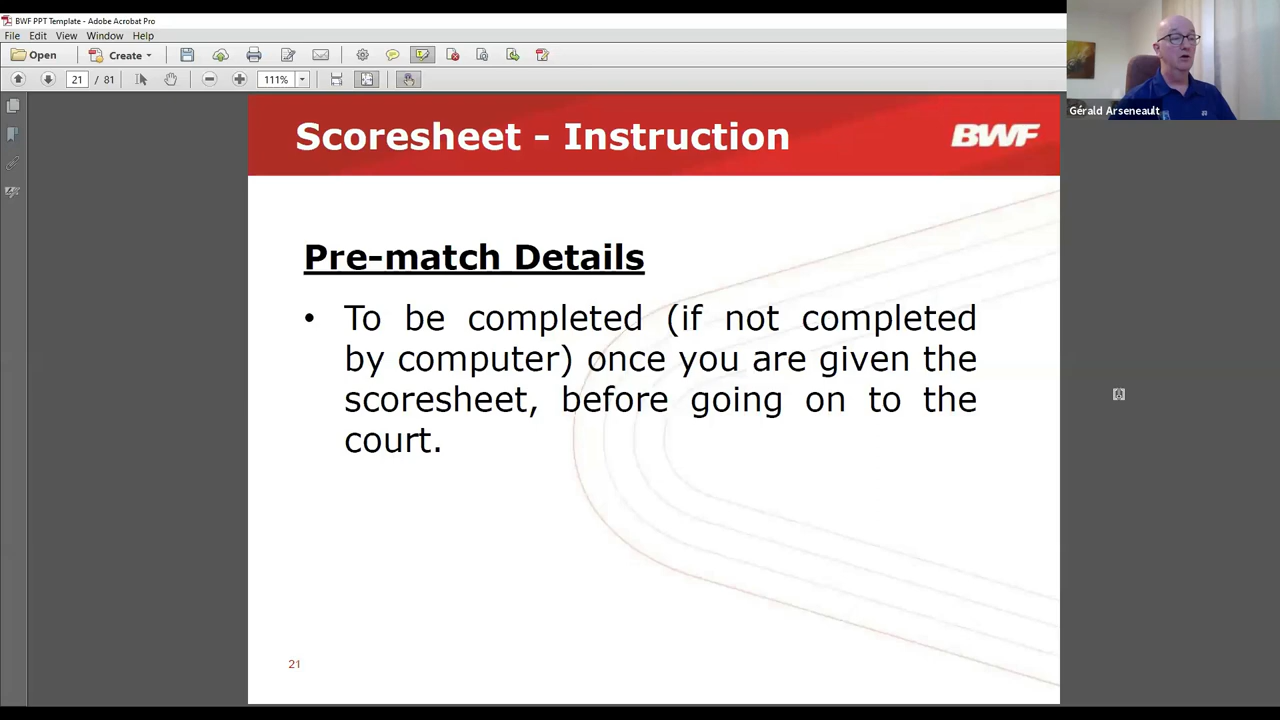 BWF PPT Template - Adobe Acrobat Pro
File Edit View Window Help
Open Create
21 / 81 111%
Gérald Arseneault
Scoresheet - Instruction
BWF
Pre-match Details
• To be completed (if not completed
by computer) once you are given the
scoresheet, before going on to the
court.
21